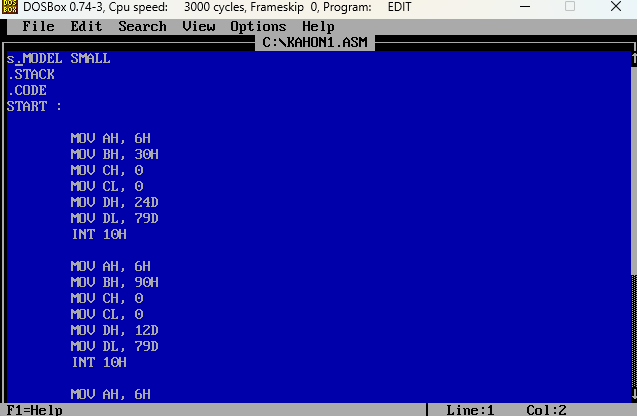 DOS BOX DOSBox 0.74-3, Cpu speed: 3000 cycles, Frameskip 0, Program: EDIT
File Edit Search View Options Help
C:\KAHON1.ASM
s.MODEL SMALL
.STACK
.CODE
START :
MOV AH, 6H
MOV BH, 30H
MOV CH, 0
MOV CL, 0
MOV DH, 24D
MOV DL, 79D
INT 10H
MOV AH, 6H
MOV BH, 90H
MOV CH, 0
MOV CL, 0
MOV DH, 12D
MOV DL, 79D
INT 10H
MOV AH, 6H
F1=Help Line:1 Col:2